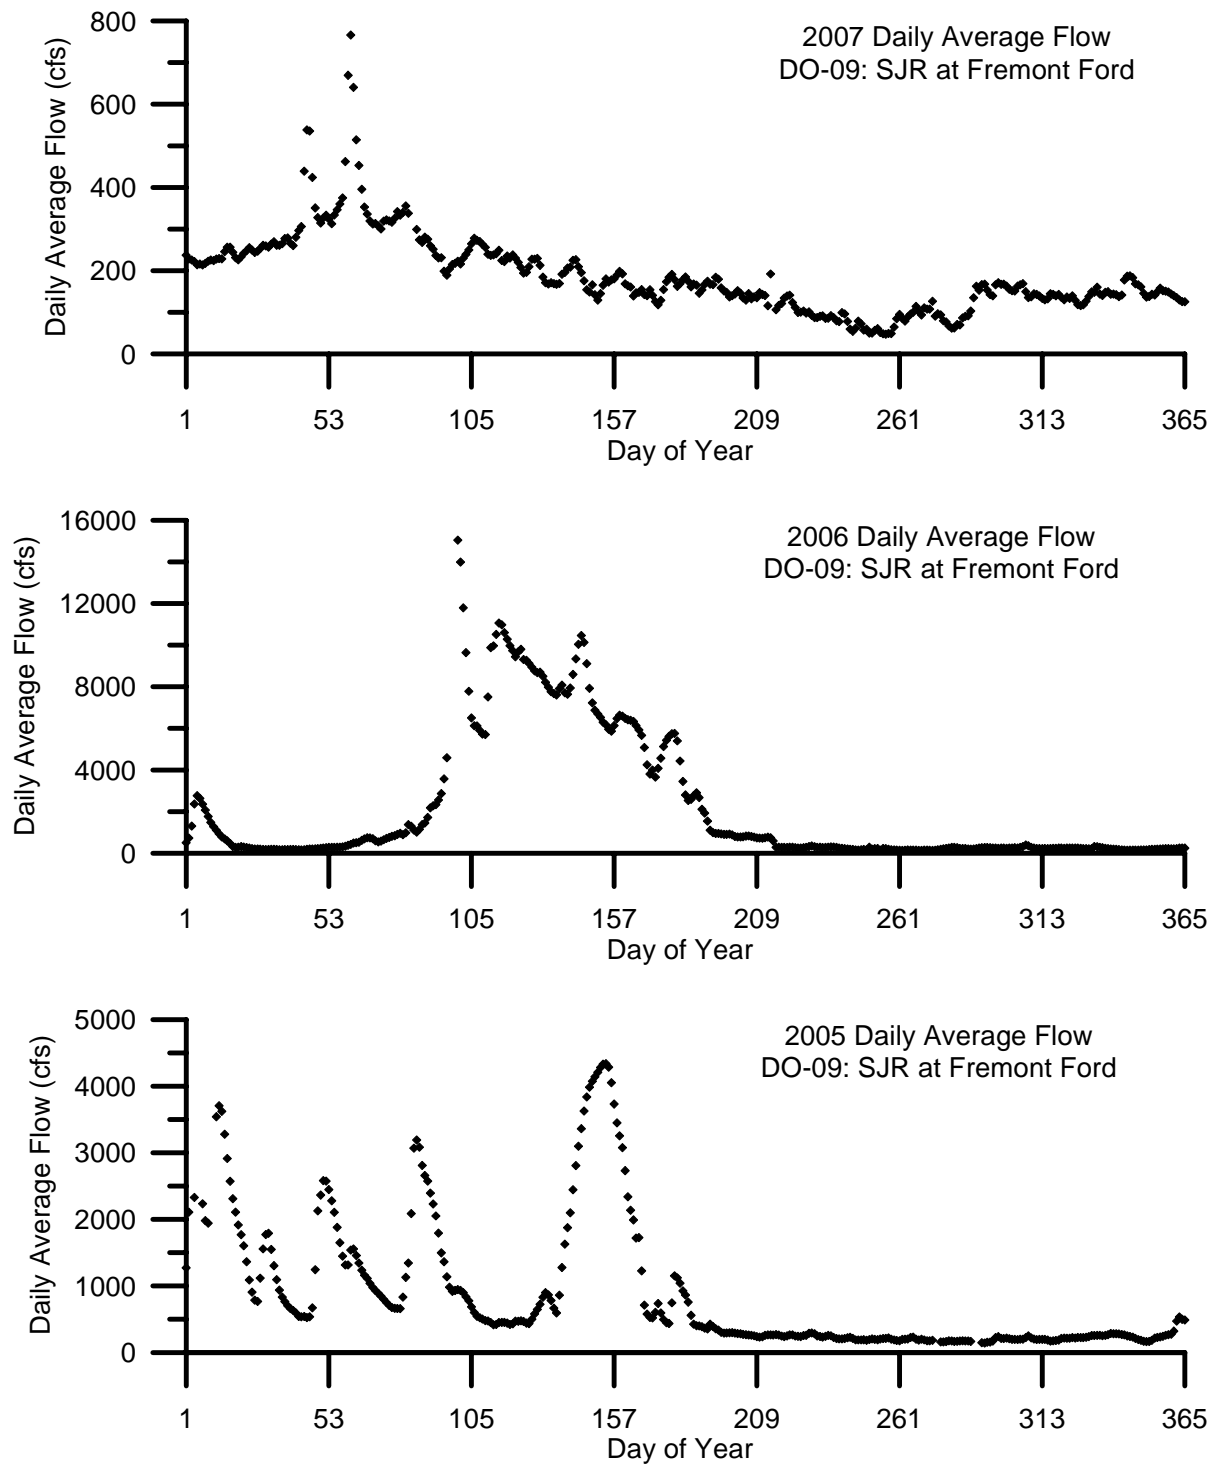 2007 Daily Average Flow
DO-09: SJR at Fremont Ford
Daily Average Flow (cfs)
800
600
400
200
0
1 53 105 157 209 261 313 365
Day of Year
2006 Daily Average Flow
DO-09: SJR at Fremont Ford
Daily Average Flow (cfs)
16000
12000
8000
4000
0
1 53 105 157 209 261 313 365
Day of Year
2005 Daily Average Flow
DO-09: SJR at Fremont Ford
Daily Average Flow (cfs)
5000
4000
3000
2000
1000
0
1 53 105 157 209 261 313 365
Day of Year